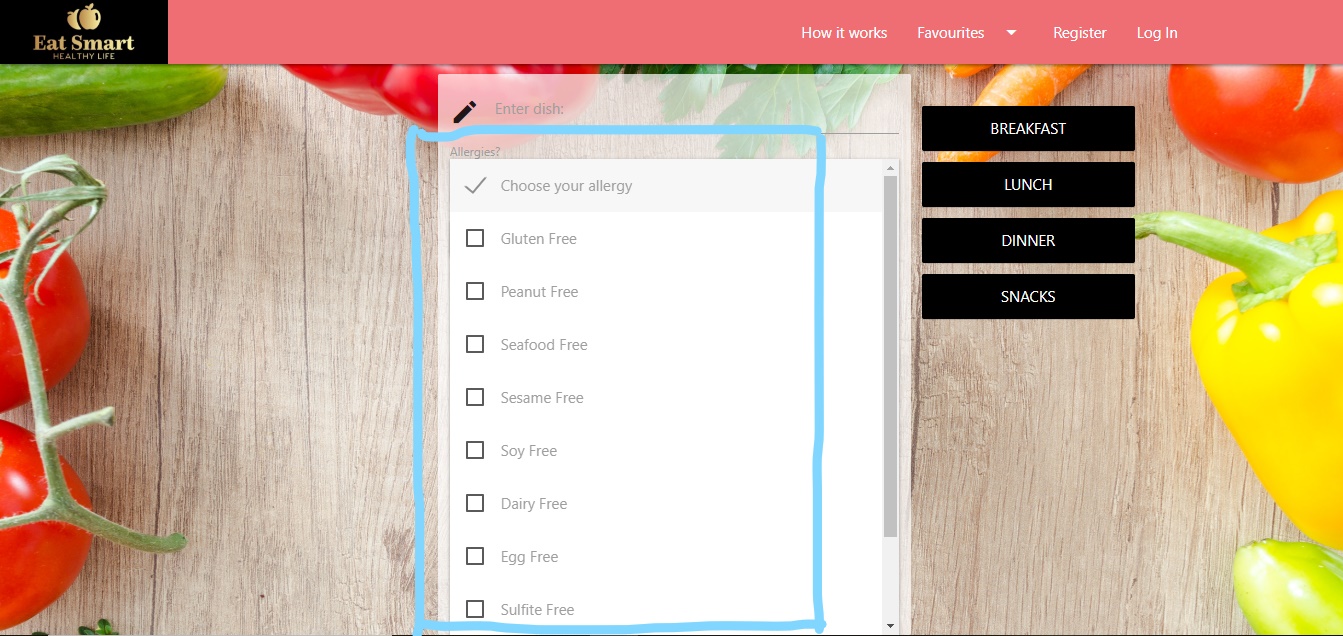 Eat Smart
HEALTHY LIFE
How it works
Favourites
Register
Log In
Enter dish:
Allergies?
Choose your allergy
Gluten Free
Peanut Free
Seafood Free
Sesame Free
Soy Free
Dairy Free
Egg Free
Sulfite Free
BREAKFAST
LUNCH
DINNER
SNACKS